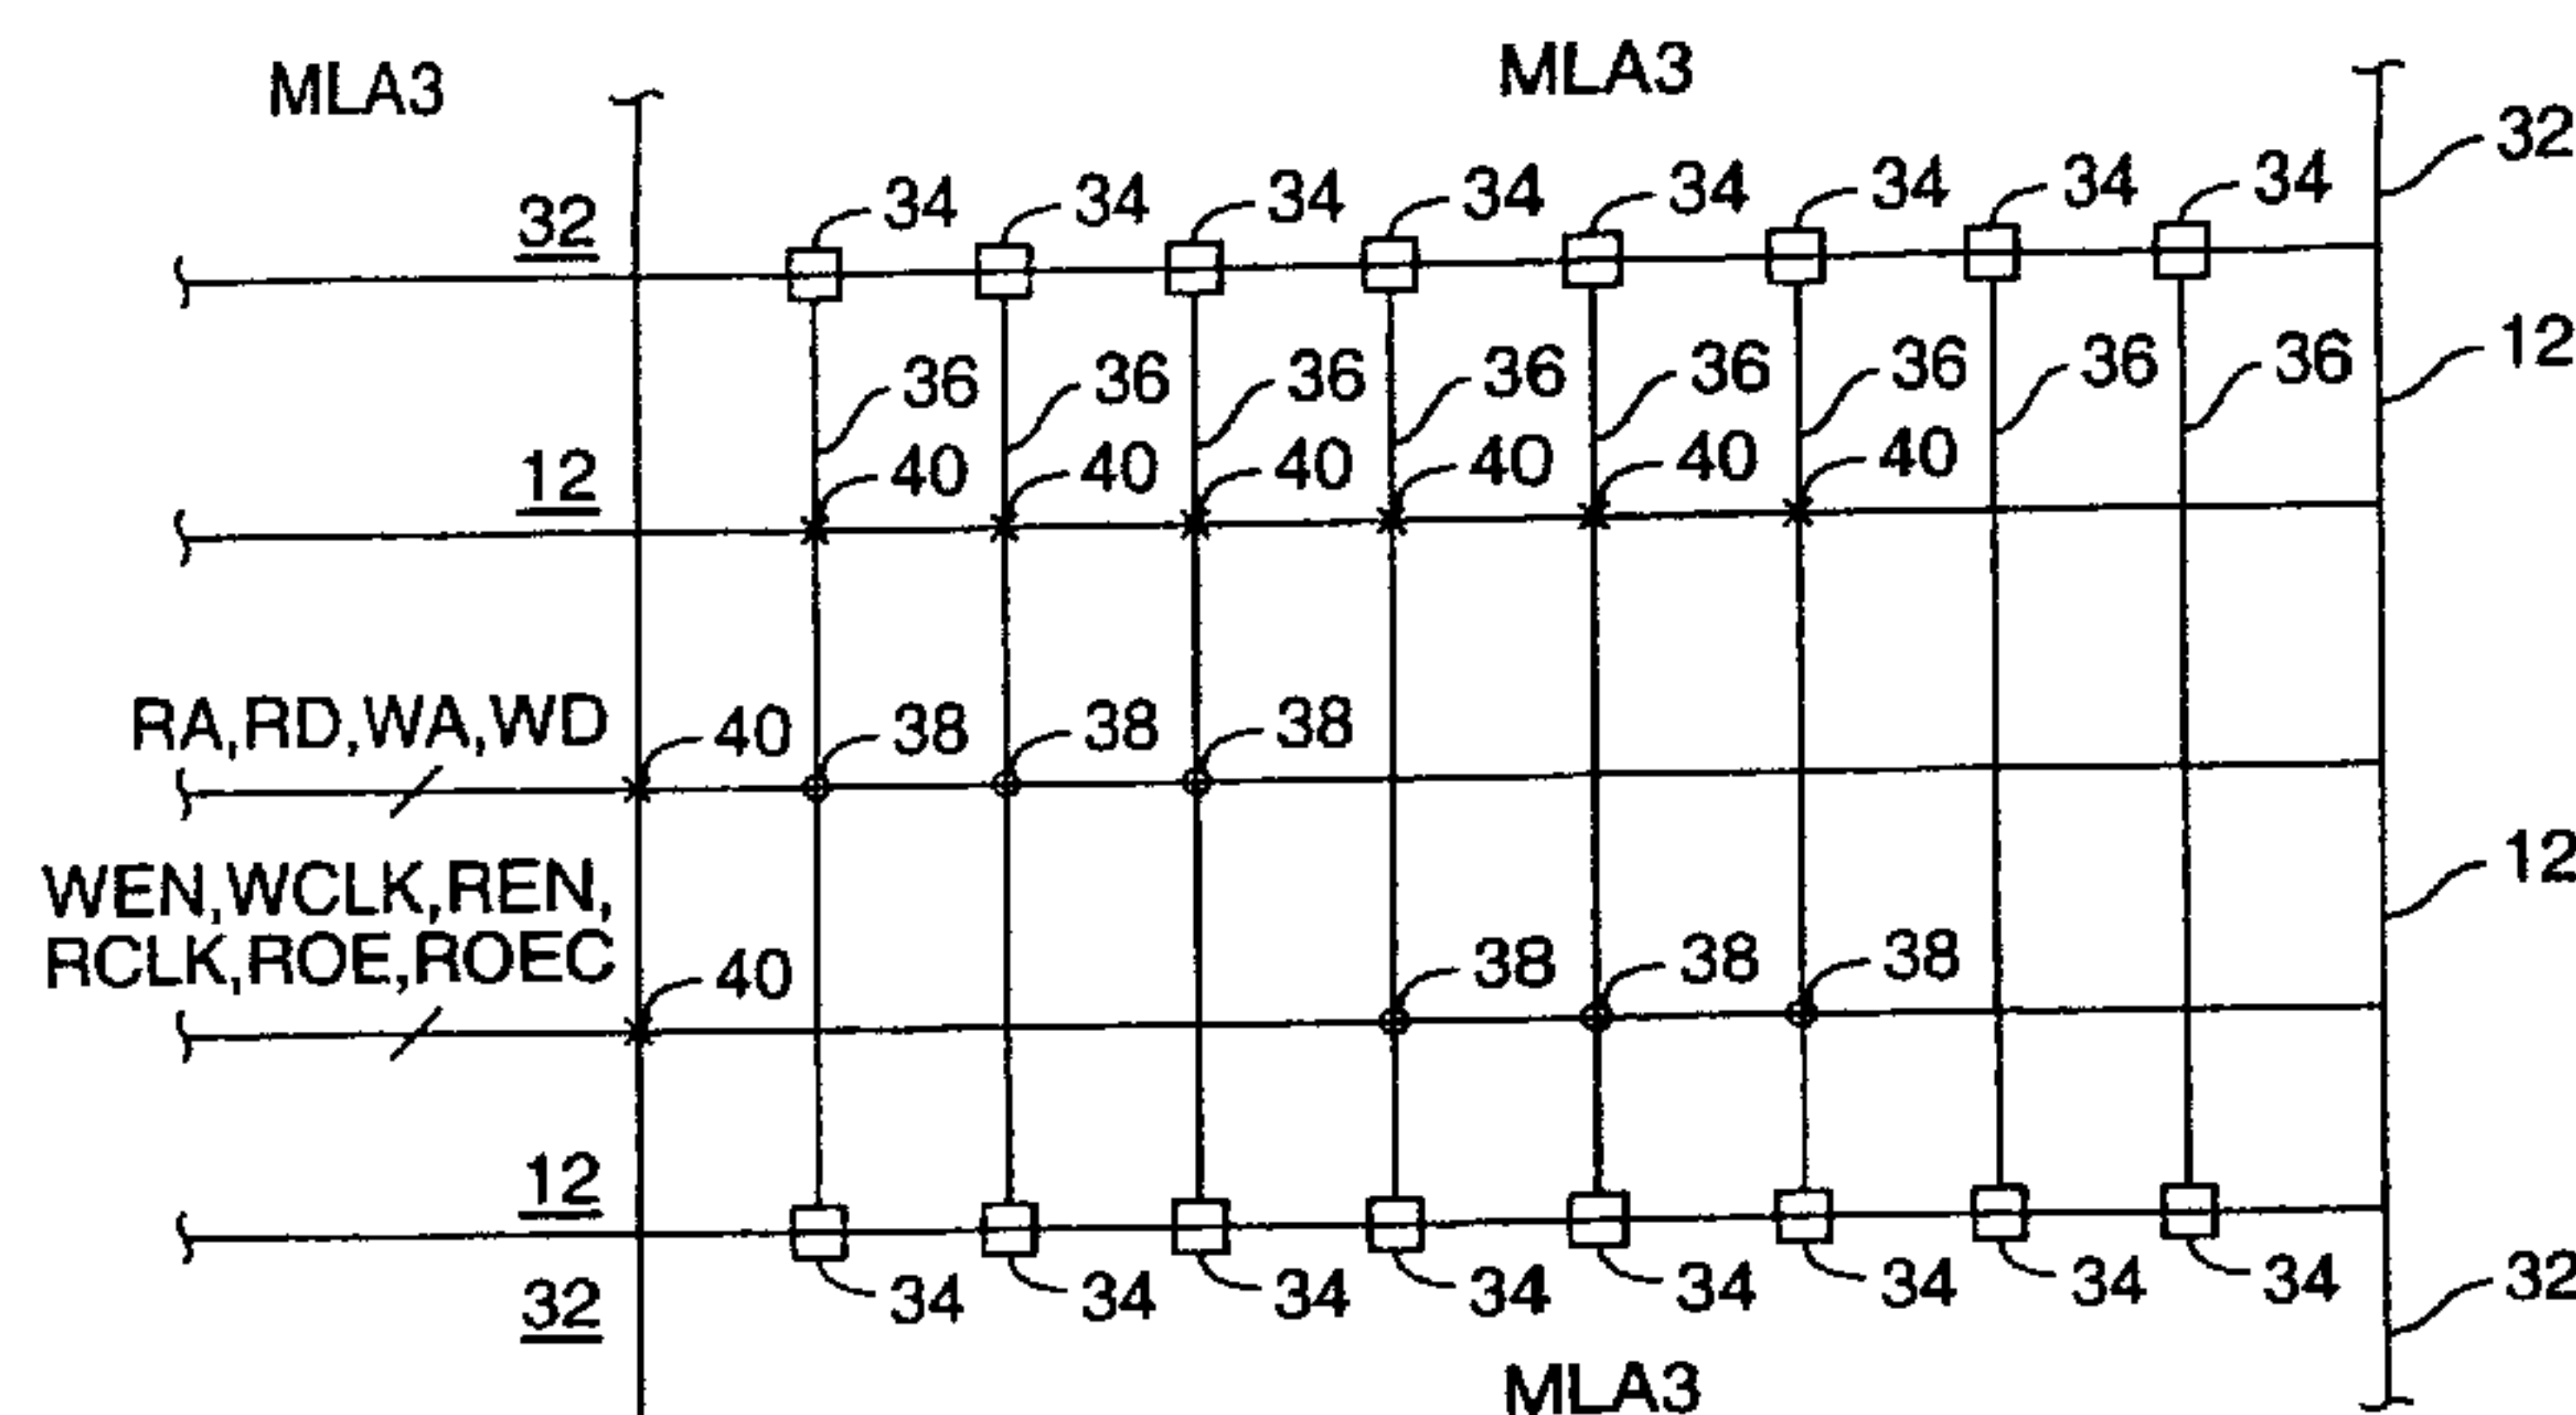 MLA3 MLA3
32
34 34 34 34 34 34 34 34
32
12
36 36 36 36 36 36 36 36
12 40 40 40 40 40 40
RA,RD,WA,WD 40 38 38 38
12
WEN,WCLK,REN,
RCLK,ROE,ROEC 40 38 38 38
12
32 34 34 34 34 34 34 34 34 32
MLA3